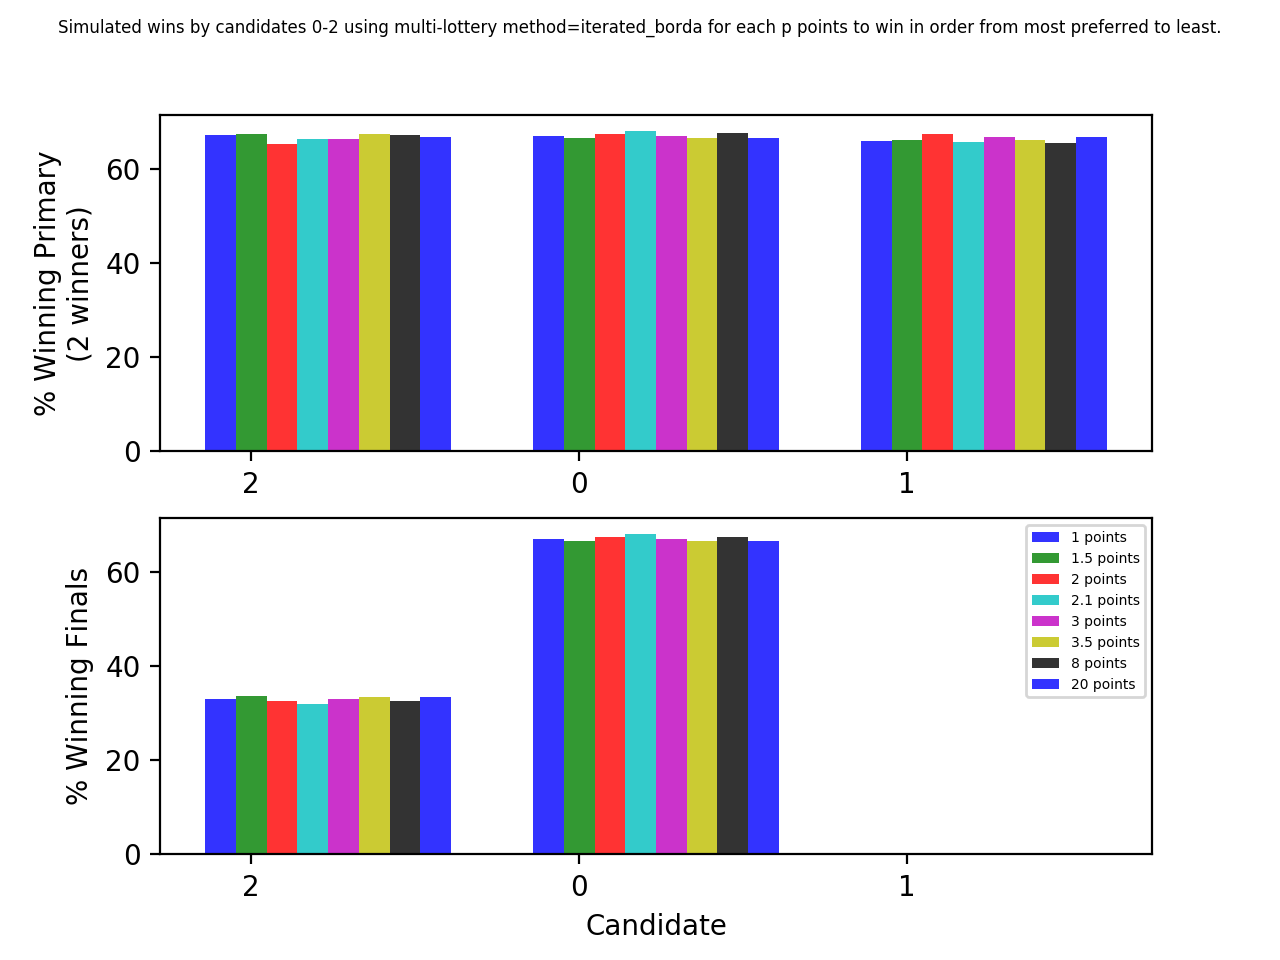 Simulated wins by candidates 0-2 using multi-lottery method=iterated_borda for each p points to win in order from most preferred to least.
% Winning Primary
(2 winners)
60
40
20
0
2 0 1
% Winning Finals
60
40
20
0
2 0 1
Candidate
1 points
1.5 points
2 points
2.1 points
3 points
3.5 points
8 points
20 points